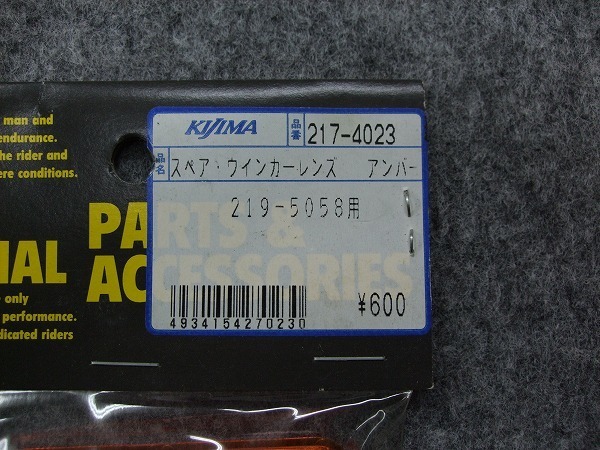 man and
endurance.
he rider and
ere conditions.
NAL
only
performance.
dicated riders
PARTS &
ACCESSORIES
KIJIMA
品番
217-4023
品名
スペア・ウインカーレンズ アンバー
219-5058用
4934154270230
¥600